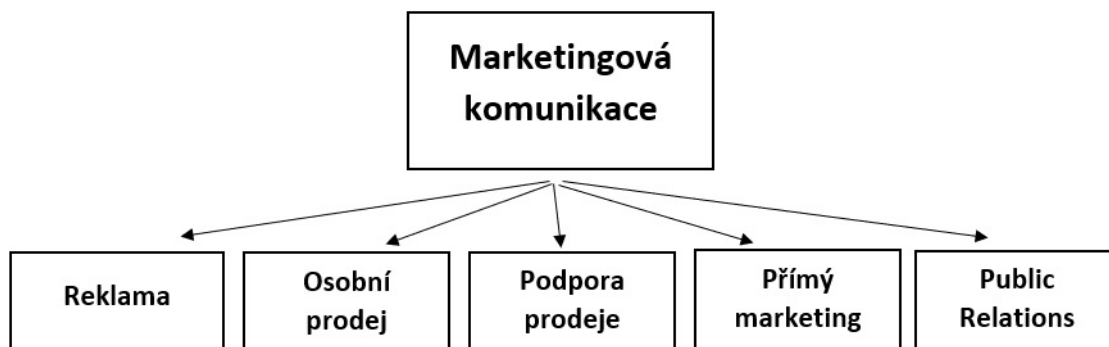 Marketingová
komunikace
Reklama
Osobní
prodej
Podpora
prodeje
Přímý
marketing
Public
Relations